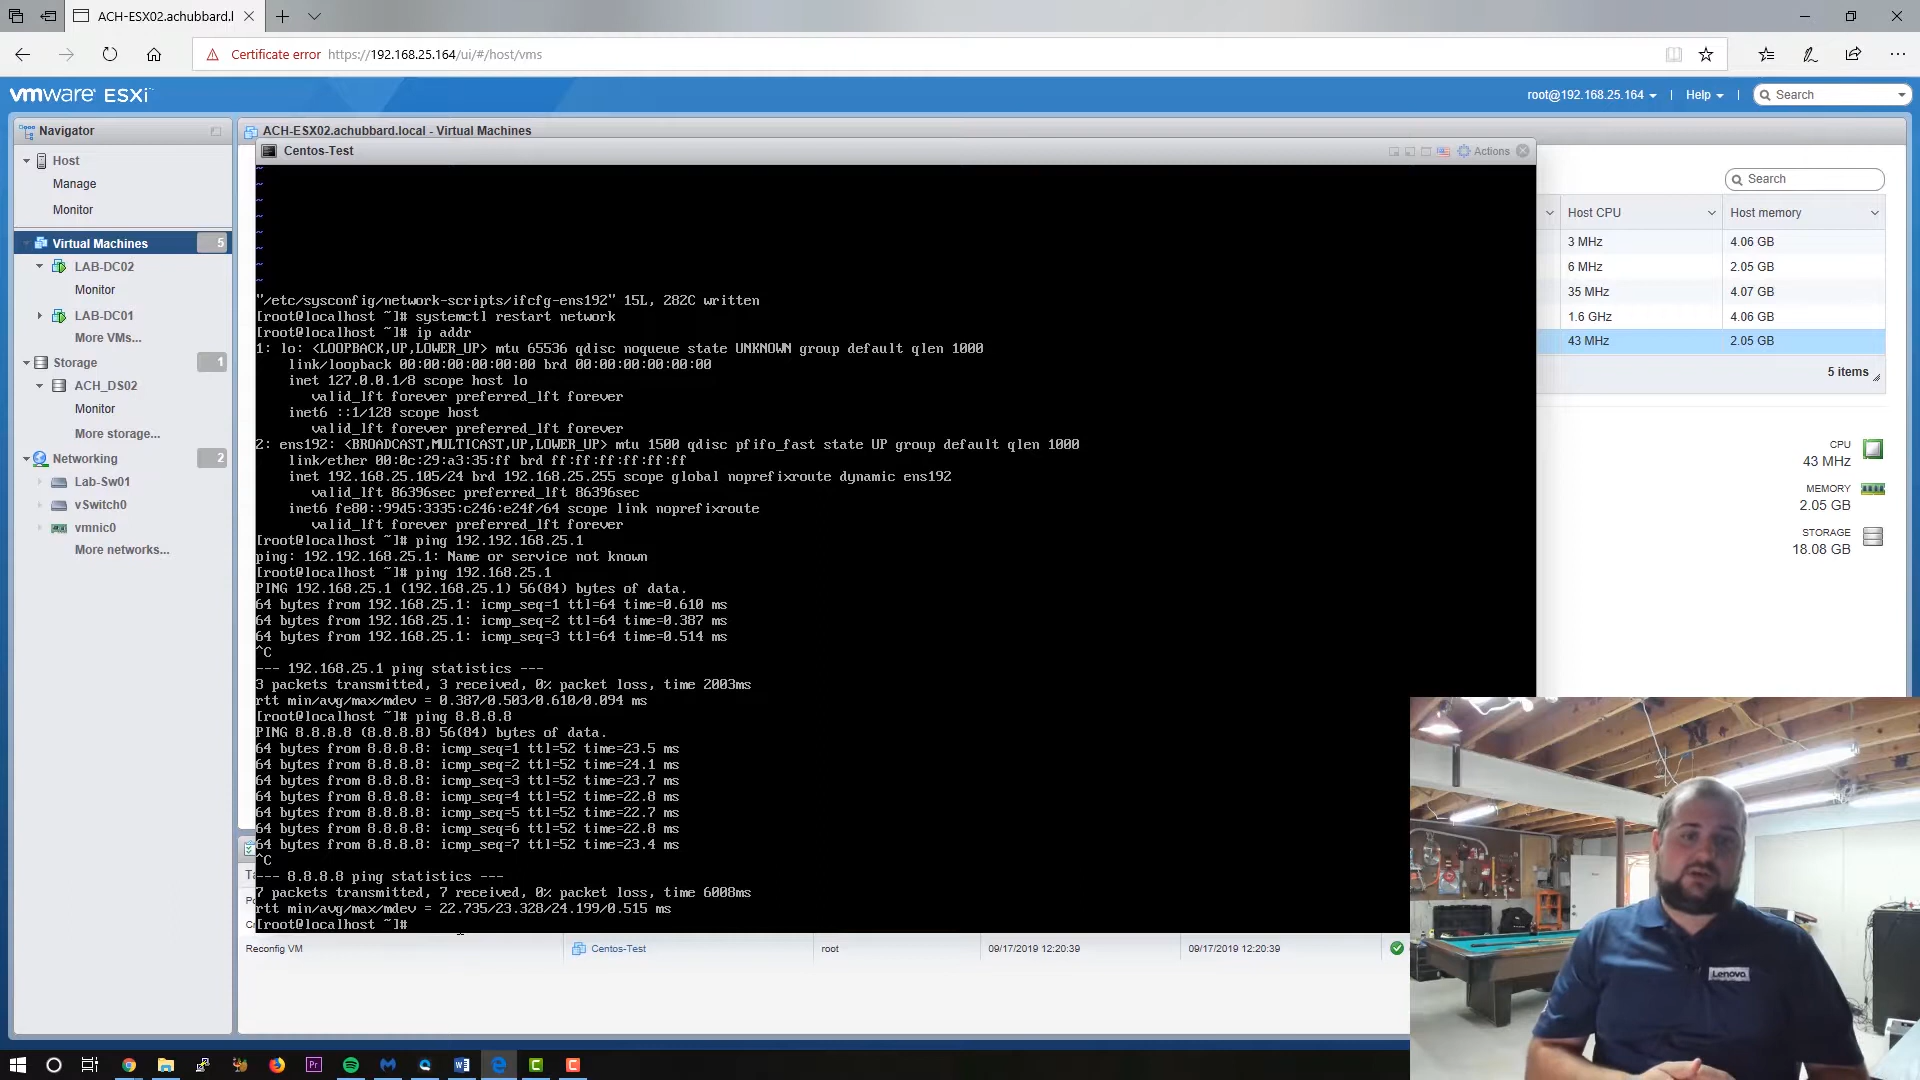 ACH-ESX02.achubbard.l
Certificate error https://192.168.25.164/ui/#/host/vms
vmware ESXi
root@192.168.25.164 | Help | Search
Navigator
Host
Manage
Monitor
Virtual Machines 5
LAB-DC02
Monitor
LAB-DC01
More VMs...
Storage 1
ACH_DS02
Monitor
More storage...
Networking 2
Lab-Sw01
vSwitch0
vmnic0
More networks...
ACH-ESX02.achubbard.local - Virtual Machines
Centos-Test
Actions
~
~
~
~
~
~
~
~
"/etc/sysconfig/network-scripts/ifcfg-ens192" 15L, 282C written
[root@localhost ~]# systemctl restart network
[root@localhost ~]# ip addr
1: lo: <LOOPBACK,UP,LOWER_UP> mtu 65536 qdisc noqueue state UNKNOWN group default qlen 1000
link/loopback 00:00:00:00:00:00 brd 00:00:00:00:00:00
inet 127.0.0.1/8 scope host lo
valid_lft forever preferred_lft forever
inet6 ::1/128 scope host
valid_lft forever preferred_lft forever
2: ens192: <BROADCAST,MULTICAST,UP,LOWER_UP> mtu 1500 qdisc pfifo_fast state UP group default qlen 1000
link/ether 00:0c:29:a3:35:ff brd ff:ff:ff:ff:ff:ff
inet 192.168.25.105/24 brd 192.168.25.255 scope global noprefixroute dynamic ens192
valid_lft 86396sec preferred_lft 86396sec
inet6 fe80::99d5:3335:c246:e24f/64 scope link noprefixroute
valid_lft forever preferred_lft forever
[root@localhost ~]# ping 192.192.168.25.1
ping: 192.192.168.25.1: Name or service not known
[root@localhost ~]# ping 192.168.25.1
PING 192.168.25.1 (192.168.25.1) 56(84) bytes of data.
64 bytes from 192.168.25.1: icmp_seq=1 ttl=64 time=0.610 ms
64 bytes from 192.168.25.1: icmp_seq=2 ttl=64 time=0.387 ms
64 bytes from 192.168.25.1: icmp_seq=3 ttl=64 time=0.514 ms
^C
--- 192.168.25.1 ping statistics ---
3 packets transmitted, 3 received, 0% packet loss, time 2003ms
rtt min/avg/max/mdev = 0.387/0.503/0.610/0.094 ms
[root@localhost ~]# ping 8.8.8.8
PING 8.8.8.8 (8.8.8.8) 56(84) bytes of data.
64 bytes from 8.8.8.8: icmp_seq=1 ttl=52 time=23.5 ms
64 bytes from 8.8.8.8: icmp_seq=2 ttl=52 time=24.1 ms
64 bytes from 8.8.8.8: icmp_seq=3 ttl=52 time=23.7 ms
64 bytes from 8.8.8.8: icmp_seq=4 ttl=52 time=22.8 ms
64 bytes from 8.8.8.8: icmp_seq=5 ttl=52 time=22.7 ms
64 bytes from 8.8.8.8: icmp_seq=6 ttl=52 time=22.8 ms
64 bytes from 8.8.8.8: icmp_seq=7 ttl=52 time=23.4 ms
^C
--- 8.8.8.8 ping statistics ---
7 packets transmitted, 7 received, 0% packet loss, time 6008ms
rtt min/avg/max/mdev = 22.735/23.328/24.199/0.515 ms
[root@localhost ~]#
Search
Host CPU Host memory
3 MHz 4.06 GB
6 MHz 2.05 GB
35 MHz 4.07 GB
1.6 GHz 4.06 GB
43 MHz 2.05 GB
5 items
CPU
43 MHz
MEMORY
2.05 GB
STORAGE
18.08 GB
Reconfig VM Centos-Test root 09/17/2019 12:20:39 09/17/2019 12:20:39
Lenovo
Pr